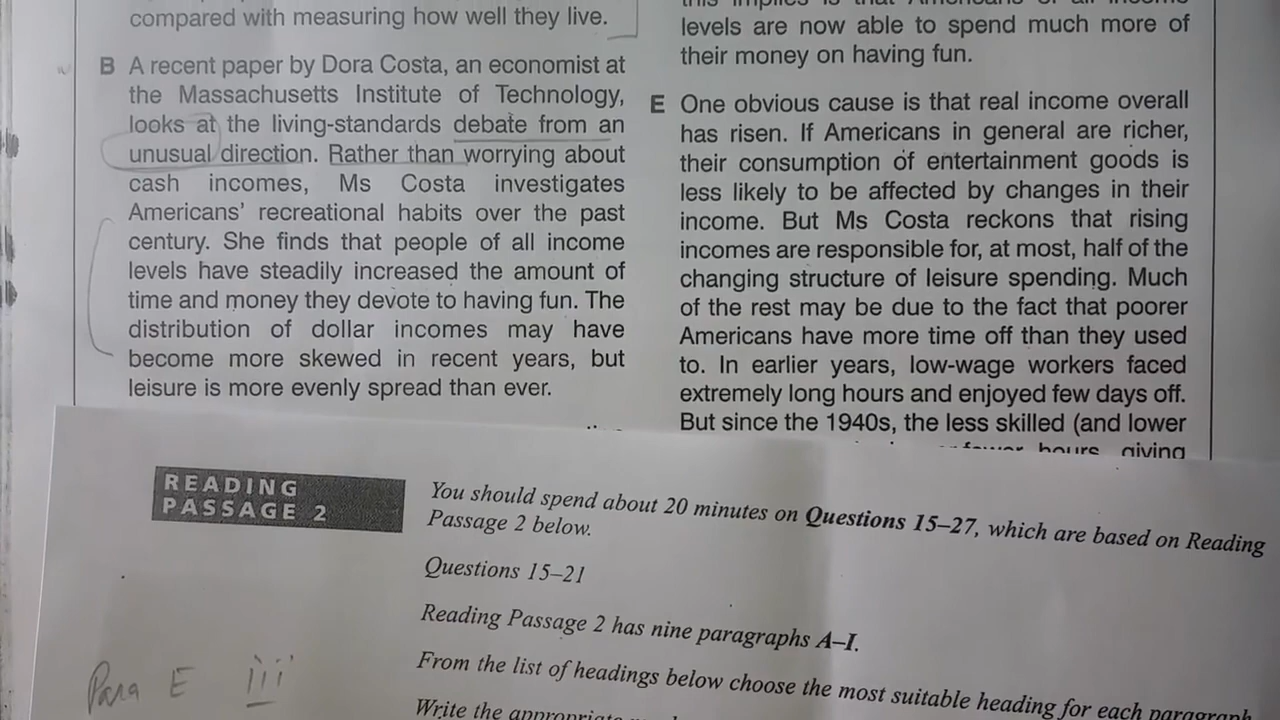 compared with measuring how well they live.
B A recent paper by Dora Costa, an economist at
the Massachusetts Institute of Technology,
looks at the living-standards debate from an
unusual direction. Rather than worrying about
cash incomes, Ms Costa investigates
Americans' recreational habits over the past
century. She finds that people of all income
levels have steadily increased the amount of
time and money they devote to having fun. The
distribution of dollar incomes may have
become more skewed in recent years, but
leisure is more evenly spread than ever.
levels are now able to spend much more of
their money on having fun.
E One obvious cause is that real income overall
has risen. If Americans in general are richer,
their consumption of entertainment goods is
less likely to be affected by changes in their
income. But Ms Costa reckons that rising
incomes are responsible for, at most, half of the
changing structure of leisure spending. Much
of the rest may be due to the fact that poorer
Americans have more time off than they used
to. In earlier years, low-wage workers faced
extremely long hours and enjoyed few days off.
But since the 1940s, the less skilled (and lower
hours, giving
READING
PASSAGE 2
You should spend about 20 minutes on Questions 15–27, which are based on Reading
Passage 2 below.
Questions 15–21
Reading Passage 2 has nine paragraphs A–I.
From the list of headings below choose the most suitable heading for each paragraph
Write the
Para E iii